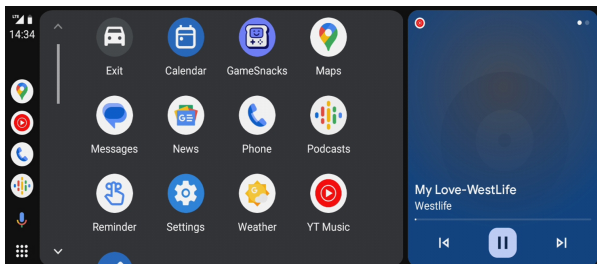 LTE
14:34
Exit
Calendar
GameSnacks
Maps
Messages
News
Phone
Podcasts
Reminder
Settings
Weather
YT Music
My Love-WestLife
Westlife